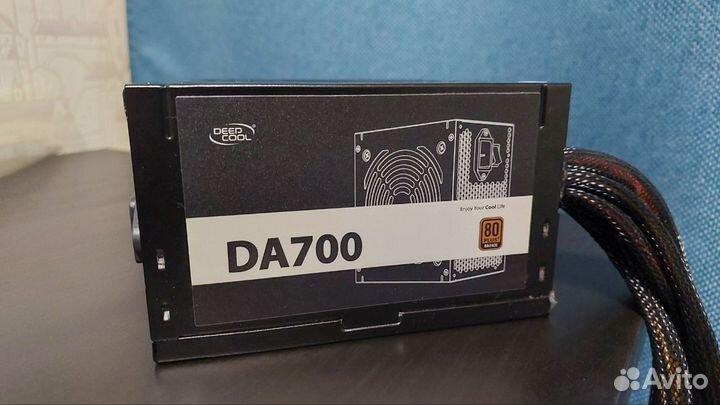 DEEP
COOL
Enjoy Your Cool Life
DA700
80
PLUS
BRONZE
Avito